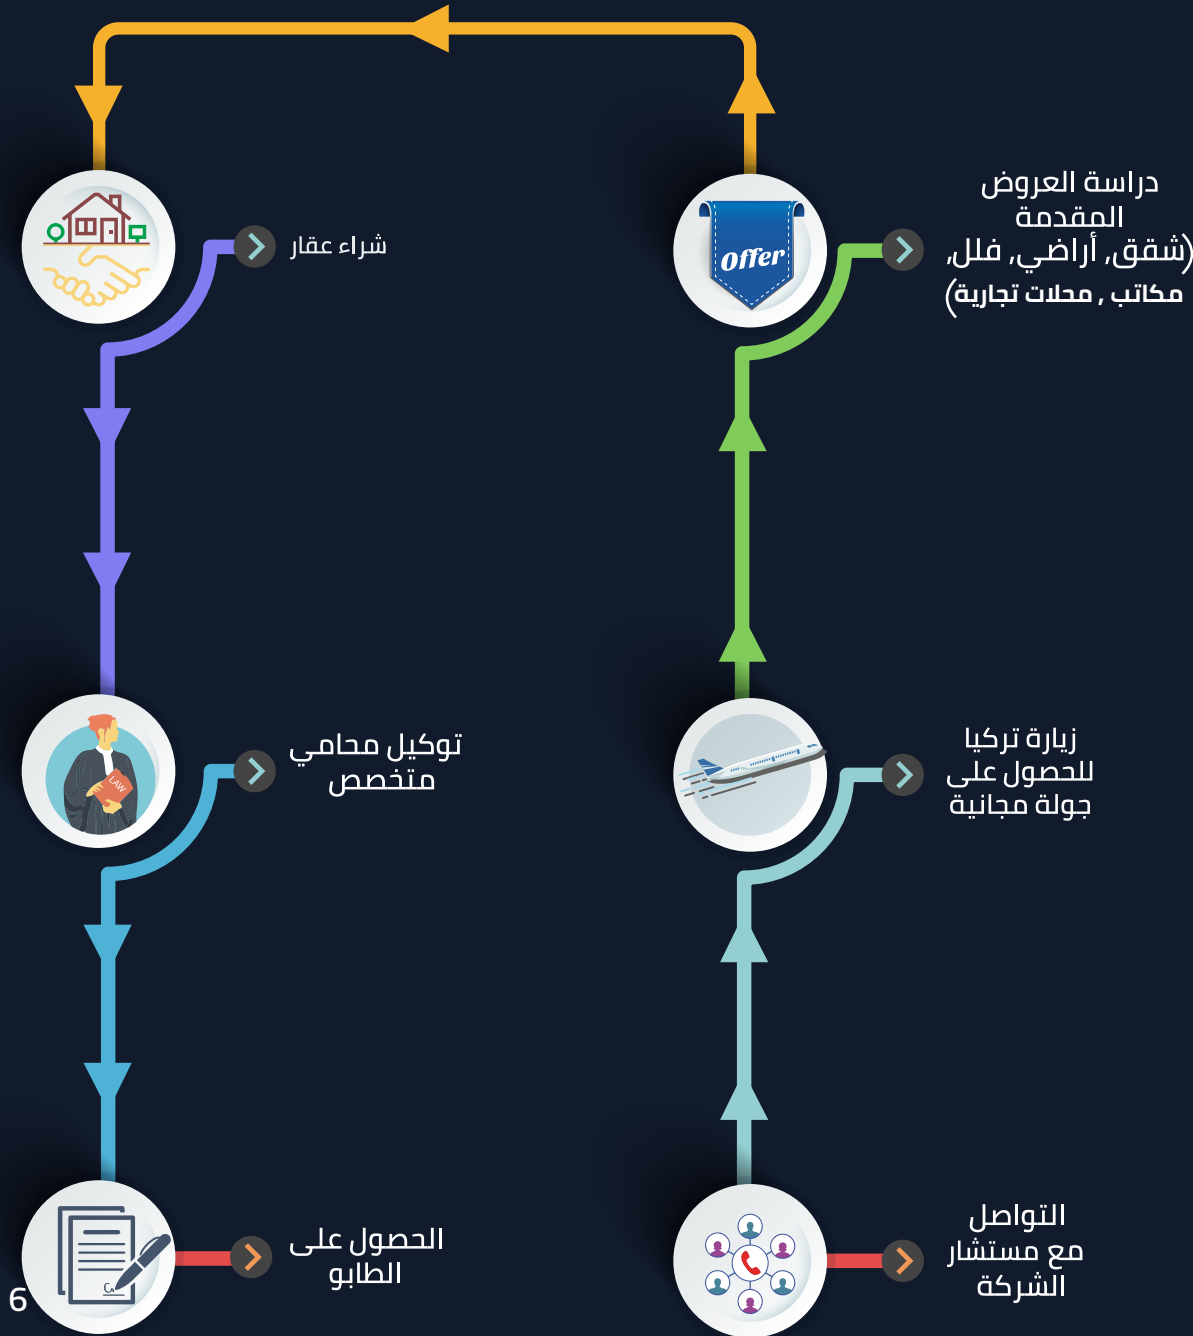 دراسة العروض
المقدمة
(شقق, أراضي, فلل,
مكاتب , محلات تجارية)
Offer
شراء عقار
زيارة تركيا
للحصول على
جولة مجانية
توكيل محامي
متخصص
LAW
التواصل
مع مستشار
الشركة
الحصول على
الطابو
6